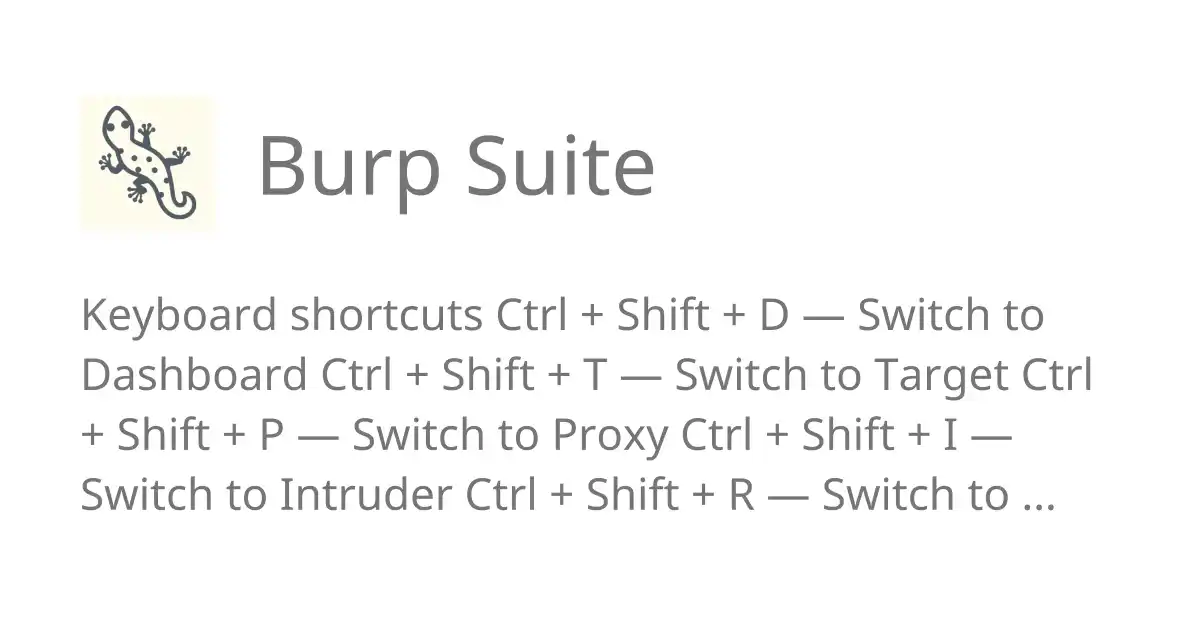 Burp Suite
Keyboard shortcuts Ctrl + Shift + D — Switch to
Dashboard Ctrl + Shift + T — Switch to Target Ctrl
+ Shift + P — Switch to Proxy Ctrl + Shift + I —
Switch to Intruder Ctrl + Shift + R — Switch to ...